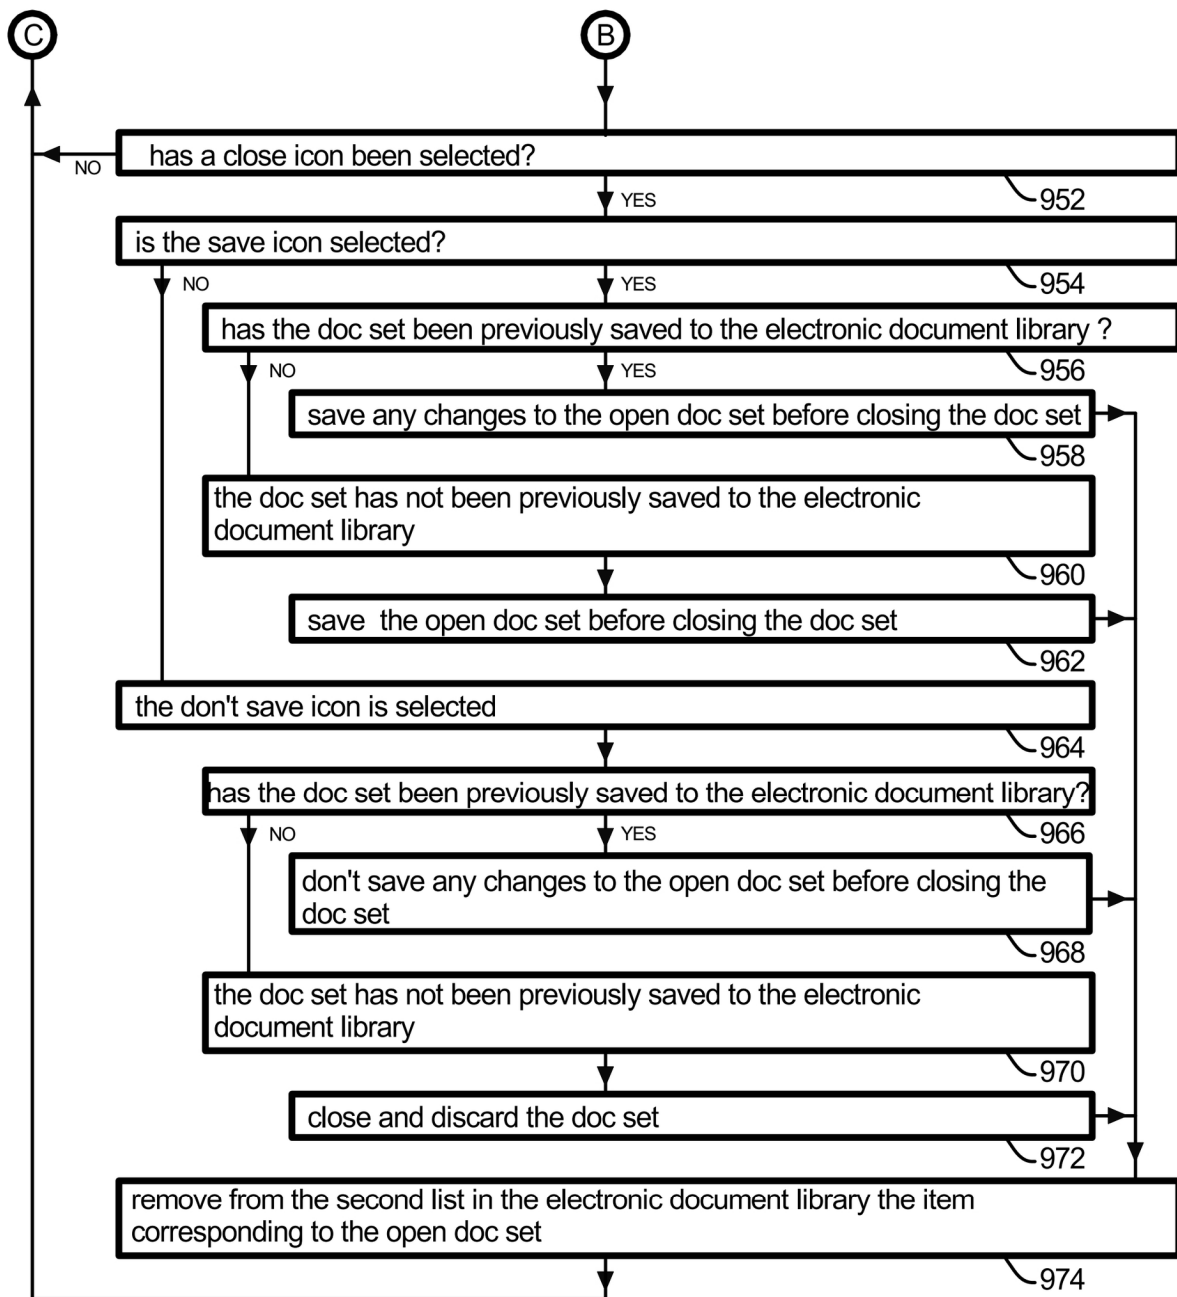 C
B
has a close icon been selected?
NO
952
YES
is the save icon selected?
954
NO
YES
has the doc set been previously saved to the electronic document library ?
956
NO
YES
save any changes to the open doc set before closing the doc set
958
the doc set has not been previously saved to the electronic
document library
960
save the open doc set before closing the doc set
962
the don't save icon is selected
964
has the doc set been previously saved to the electronic document library?
966
NO
YES
don't save any changes to the open doc set before closing the
doc set
968
the doc set has not been previously saved to the electronic
document library
970
close and discard the doc set
972
remove from the second list in the electronic document library the item
corresponding to the open doc set
974